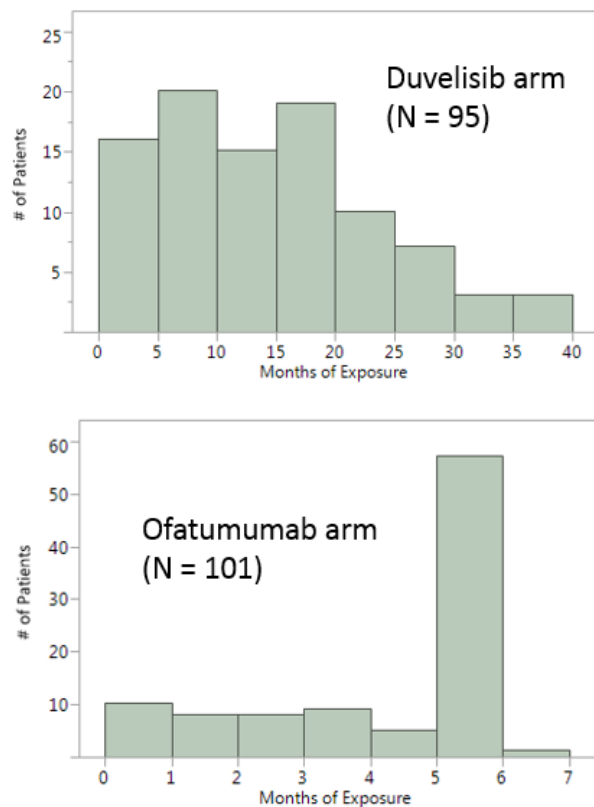 25
20
15
10
5
# of Patients
Duvelisib arm
(N = 95)
0 5 10 15 20 25 30 35 40
Months of Exposure
60
50
40
30
20
10
# of Patients
Ofatumumab arm
(N = 101)
0 1 2 3 4 5 6 7
Months of Exposure